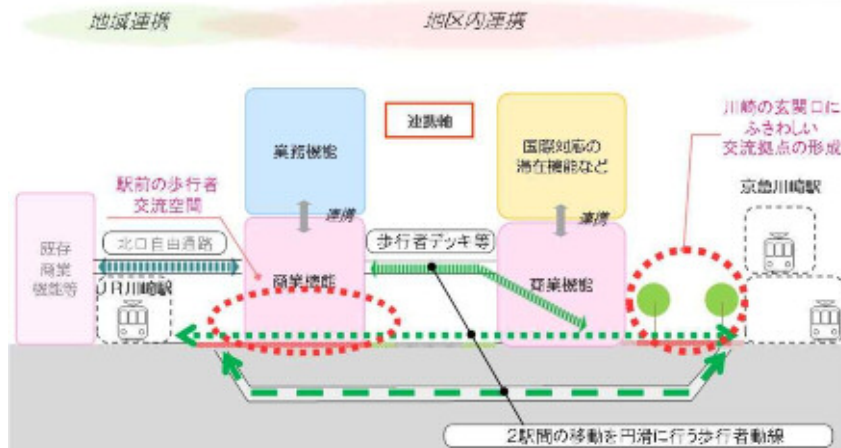 地域連携
地区内連携
業務機能
連動軸
国際対応の
滞在機能など
川崎の玄関口に
ふさわしい
交流拠点の形成
駅前の歩行者
交流空間
連携
連携
京急川崎駅
既存
商業
機能等
北口自由通路
歩行者デッキ等
JR川崎駅
商業機能
商業機能
2駅間の移動を円滑に行う歩行者動線